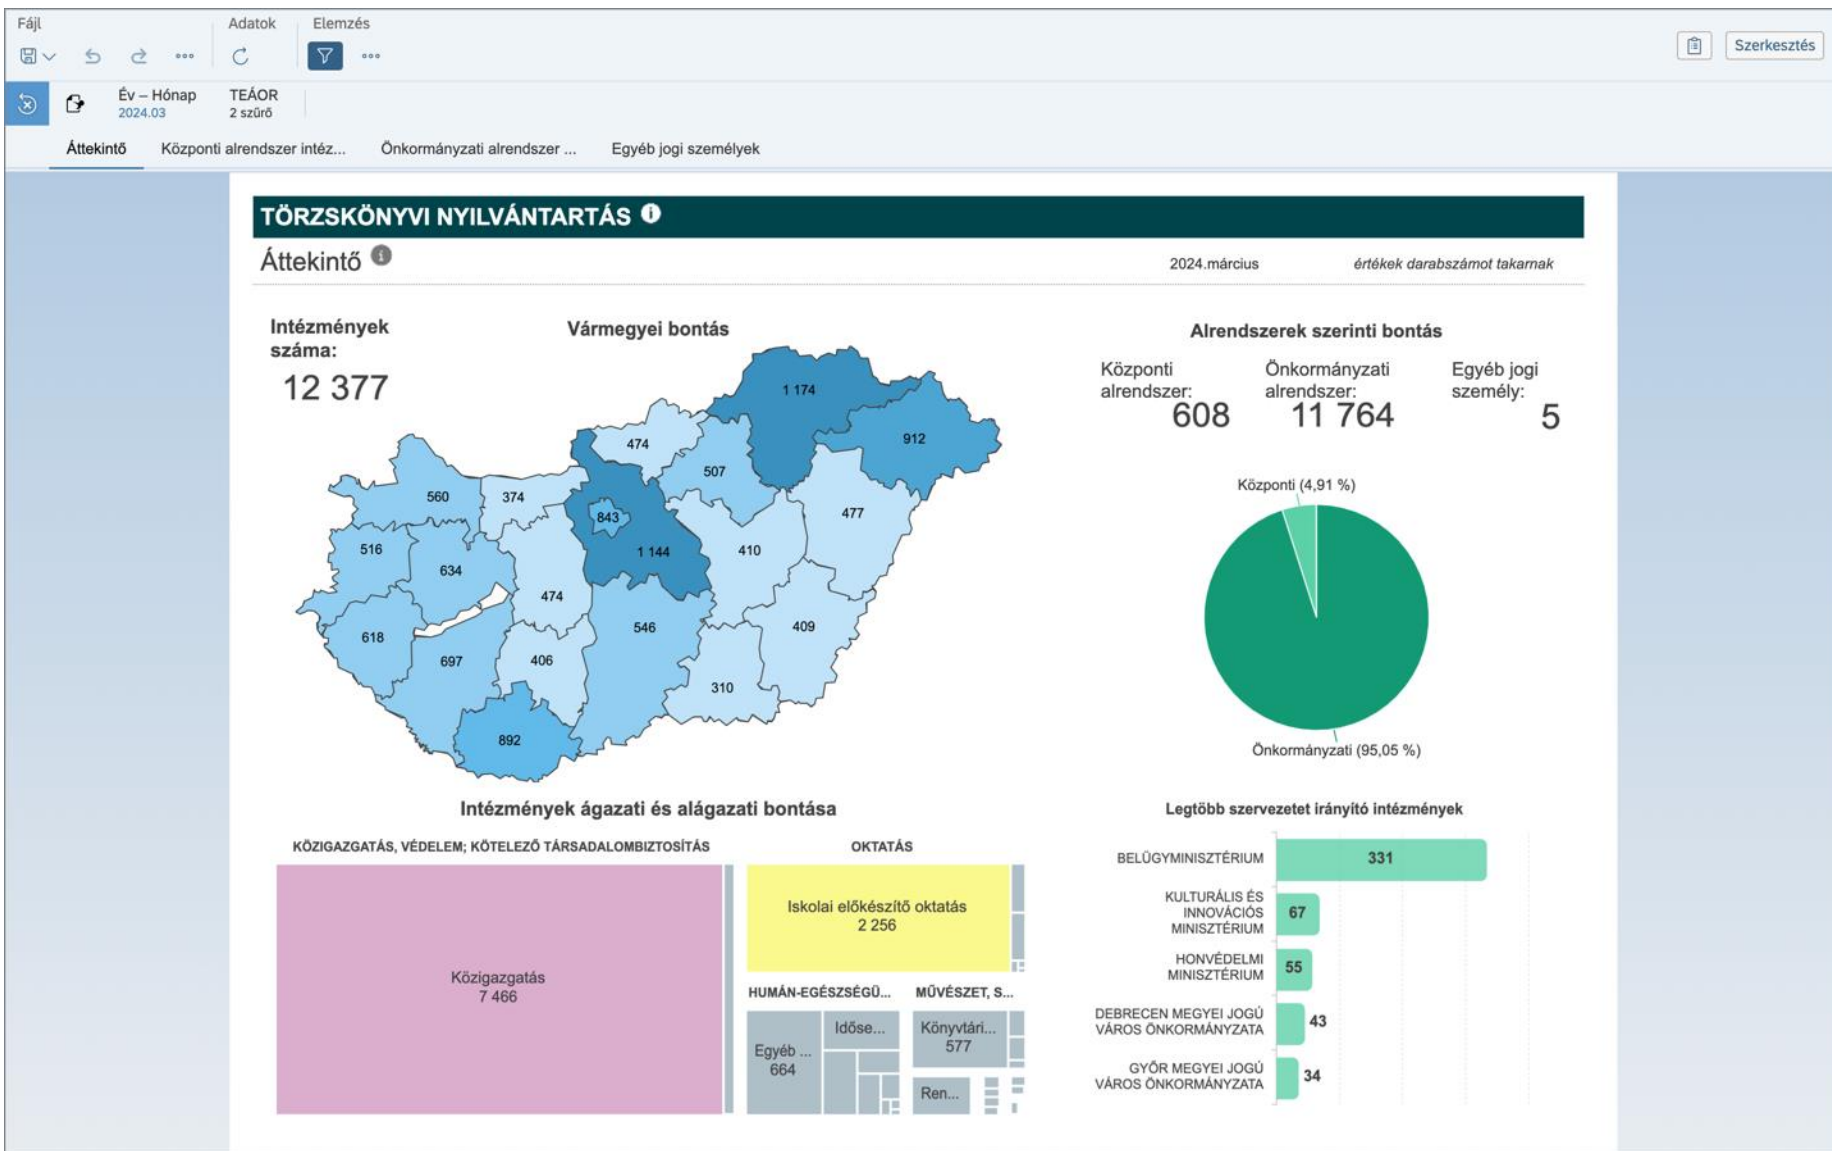 Fájl
Adatok
Elemzés
Szerkesztés
Év – Hónap
2024.03
TEÁOR
2 szűrő
Áttekintő
Központi alrendszer intéz...
Önkormányzati alrendszer ...
Egyéb jogi személyek
TÖRZSKÖNYVI NYILVÁNTARTÁS
Áttekintő
2024.március
értékek darabszámot takarnak
Intézmények
száma:
12 377
Vármegyei bontás
1 174
912
474
507
560
374
843
477
516
634
1 144
410
474
618
546
409
697
406
310
892
Alrendszerek szerinti bontás
Központi
alrendszer:
608
Önkormányzati
alrendszer:
11 764
Egyéb jogi
személy:
5
Központi (4,91 %)
Önkormányzati (95,05 %)
Intézmények ágazati és alágazati bontása
KÖZIGAZGATÁS, VÉDELEM; KÖTELEZŐ TÁRSADALOMBIZTOSÍTÁS
Közigazgatás
7 466
OKTATÁS
Iskolai előkészítő oktatás
2 256
HUMÁN-EGÉSZSÉGÜ...
Egyéb ...
664
Időse...
MŰVÉSZET, S...
Könyvtári...
577
Ren...
Legtöbb szervezetet irányító intézmények
BELÜGYMINISZTÉRIUM
331
KULTURÁLIS ÉS
INNOVÁCIÓS
MINISZTÉRIUM
67
HONVÉDELMI
MINISZTÉRIUM
55
DEBRECEN MEGYEI JOGÚ
VÁROS ÖNKORMÁNYZATA
43
GYŐR MEGYEI JOGÚ
VÁROS ÖNKORMÁNYZATA
34